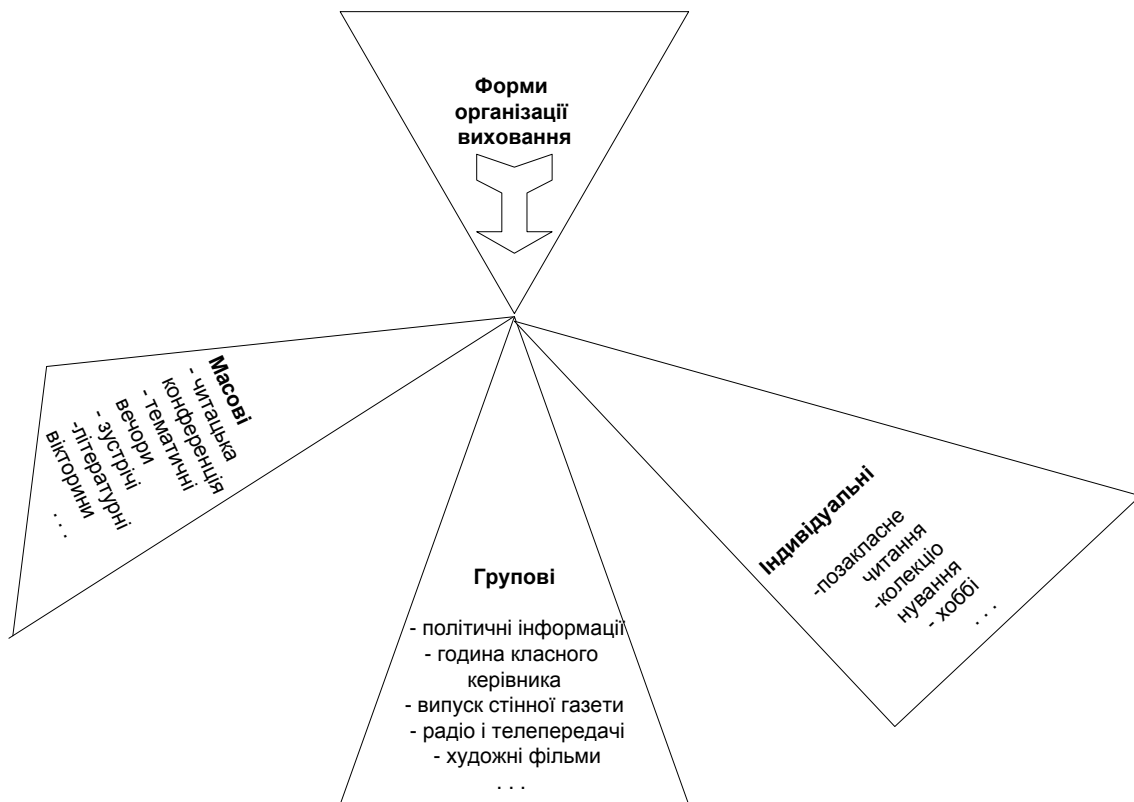 Форми
організації
виховання
Масові
- читацька
конференція
- тематичні
вечори
- зустрічі
-літературні
вікторини
. . .
Групові
- політичні інформації
- година класного
керівника
- випуск стінної газети
- радіо і телепередачі
- художні фільми
. . .
Індивідуальні
-позакласне
читання
-колекціо
нування
- хоббі
. . .